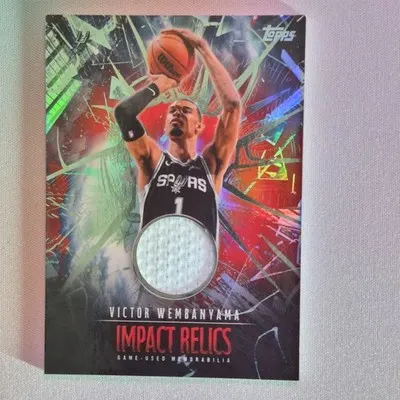 Topps
SPURS
1
VICTOR WEMBANYAMA
IMPACT RELICS
GAME-USED MEMORABILIA